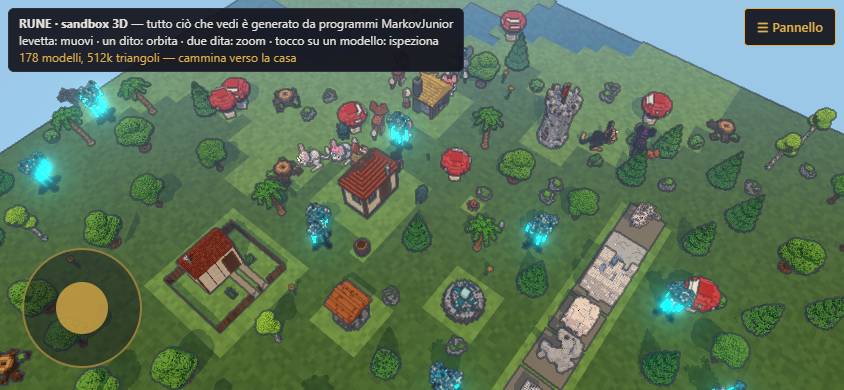 RUNE · sandbox 3D — tutto ciò che vedi è generato da programmi MarkovJunior
levetta: muovi · un dito: orbita · due dita: zoom · tocco su un modello: ispeziona
178 modelli, 512k triangoli — cammina verso la casa
☰ Pannello